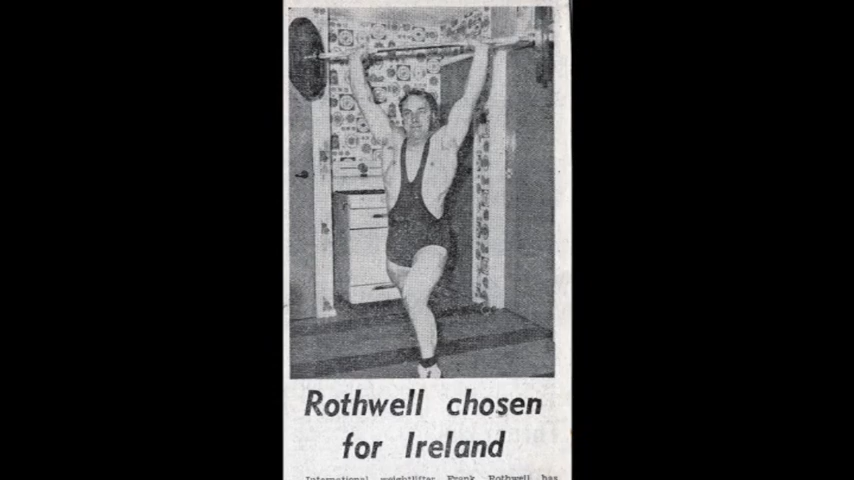 Rothwell chosen
for Ireland
International weightlifter Frank Rothwell has